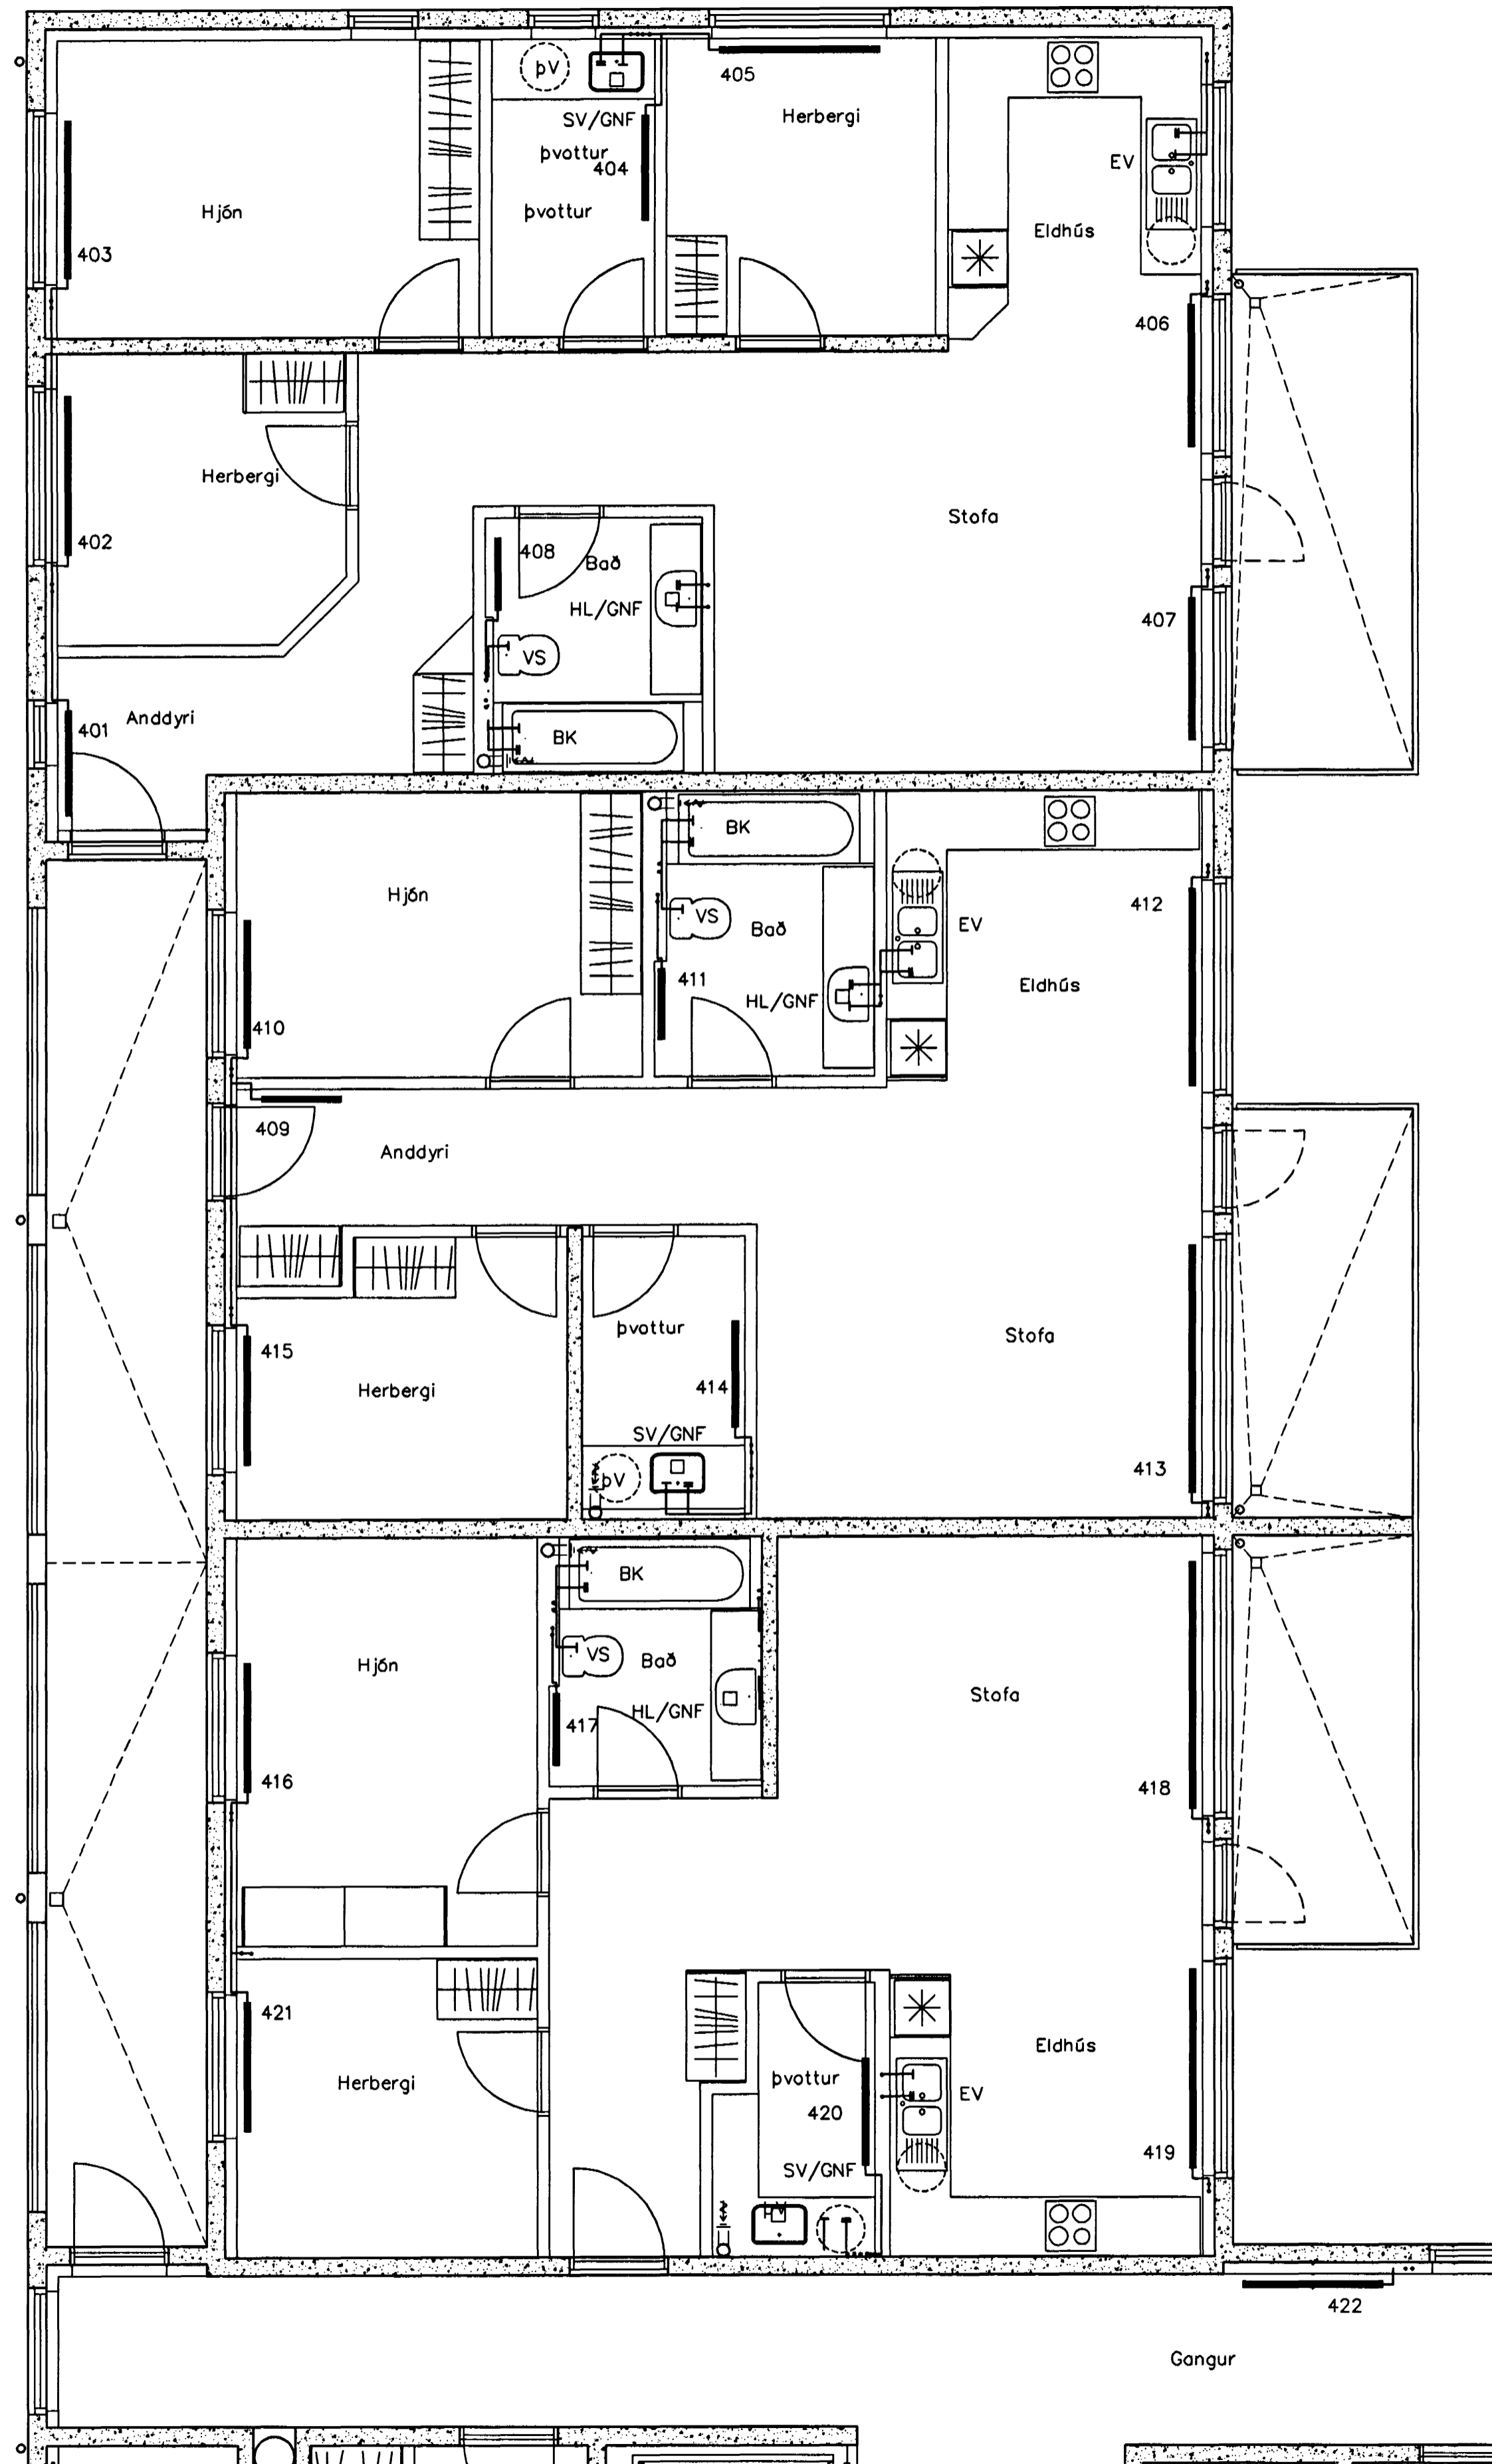 þV
405
SV/GNF
Herbergi
þvottur
404
EV
Hjón
þvottur
Eldhús
403
406
Herbergi
402
Stofa
408
Bað
HL/GNF
407
VS
401
Anddyri
BK
BK
Hjón
412
VS
Bað
EV
411
Eldhús
HL/GNF
410
409
Anddyri
þvottur
Stofa
415
414
Herbergi
SV/GNF
413
þV
BK
VS
Bað
Hjón
Stofa
HL/GNF
417
416
418
421
Eldhús
þvottur
Herbergi
EV
420
419
SV/GNF
422
Gangur